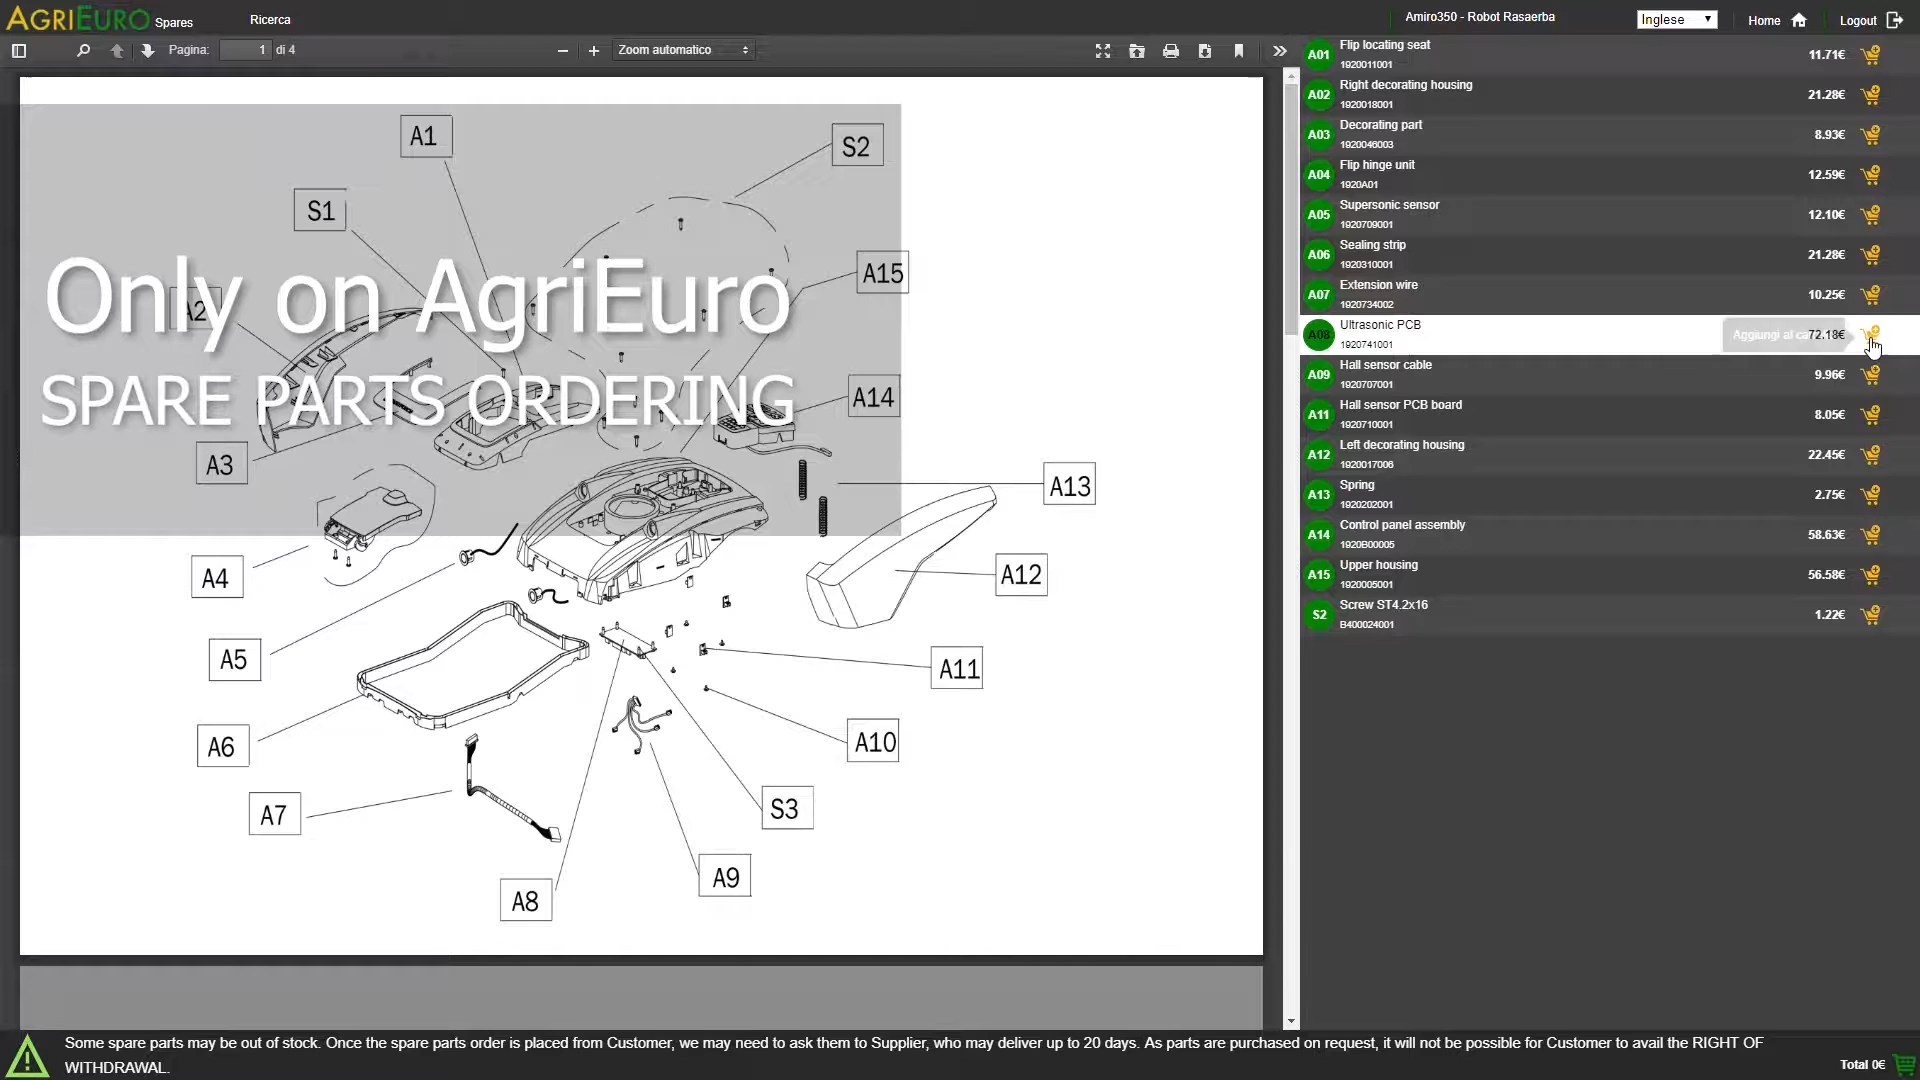 AGRIEURO Spares
Ricerca
Amiro350 - Robot Rasaerba
Inglese
Home
Logout
Pagina: 1 di 4
Zoom automatico
A1
S2
S1
A15
A2
Only on AgriEuro
SPARE PARTS ORDERING
A14
A3
A13
A4
A12
A5
A11
A6
A10
A7
S3
A9
A8
A01 Flip locating seat 11.71€
1920011001
A02 Right decorating housing 21.28€
1920018001
A03 Decorating part 8.93€
1920046003
A04 Flip hinge unit 12.59€
1920A01
A05 Supersonic sensor 12.10€
1920709001
A06 Sealing strip 21.28€
1920310001
A07 Extension wire 10.25€
1920734002
A08 Ultrasonic PCB Aggiungi al 72.18€
1920741001
A09 Hall sensor cable 9.96€
1920707001
A11 Hall sensor PCB board 8.05€
1920710001
A12 Left decorating housing 22.45€
1920017006
A13 Spring 2.75€
1920202001
A14 Control panel assembly 58.63€
1920B00005
A15 Upper housing 56.58€
1920005001
S2 Screw ST4.2x16 1.22€
B400024001
Some spare parts may be out of stock. Once the spare parts order is placed from Customer, we may need to ask them to Supplier, who may deliver up to 20 days. As parts are purchased on request, it will not be possible for Customer to avail the RIGHT OF
WITHDRAWAL.
Total 0€